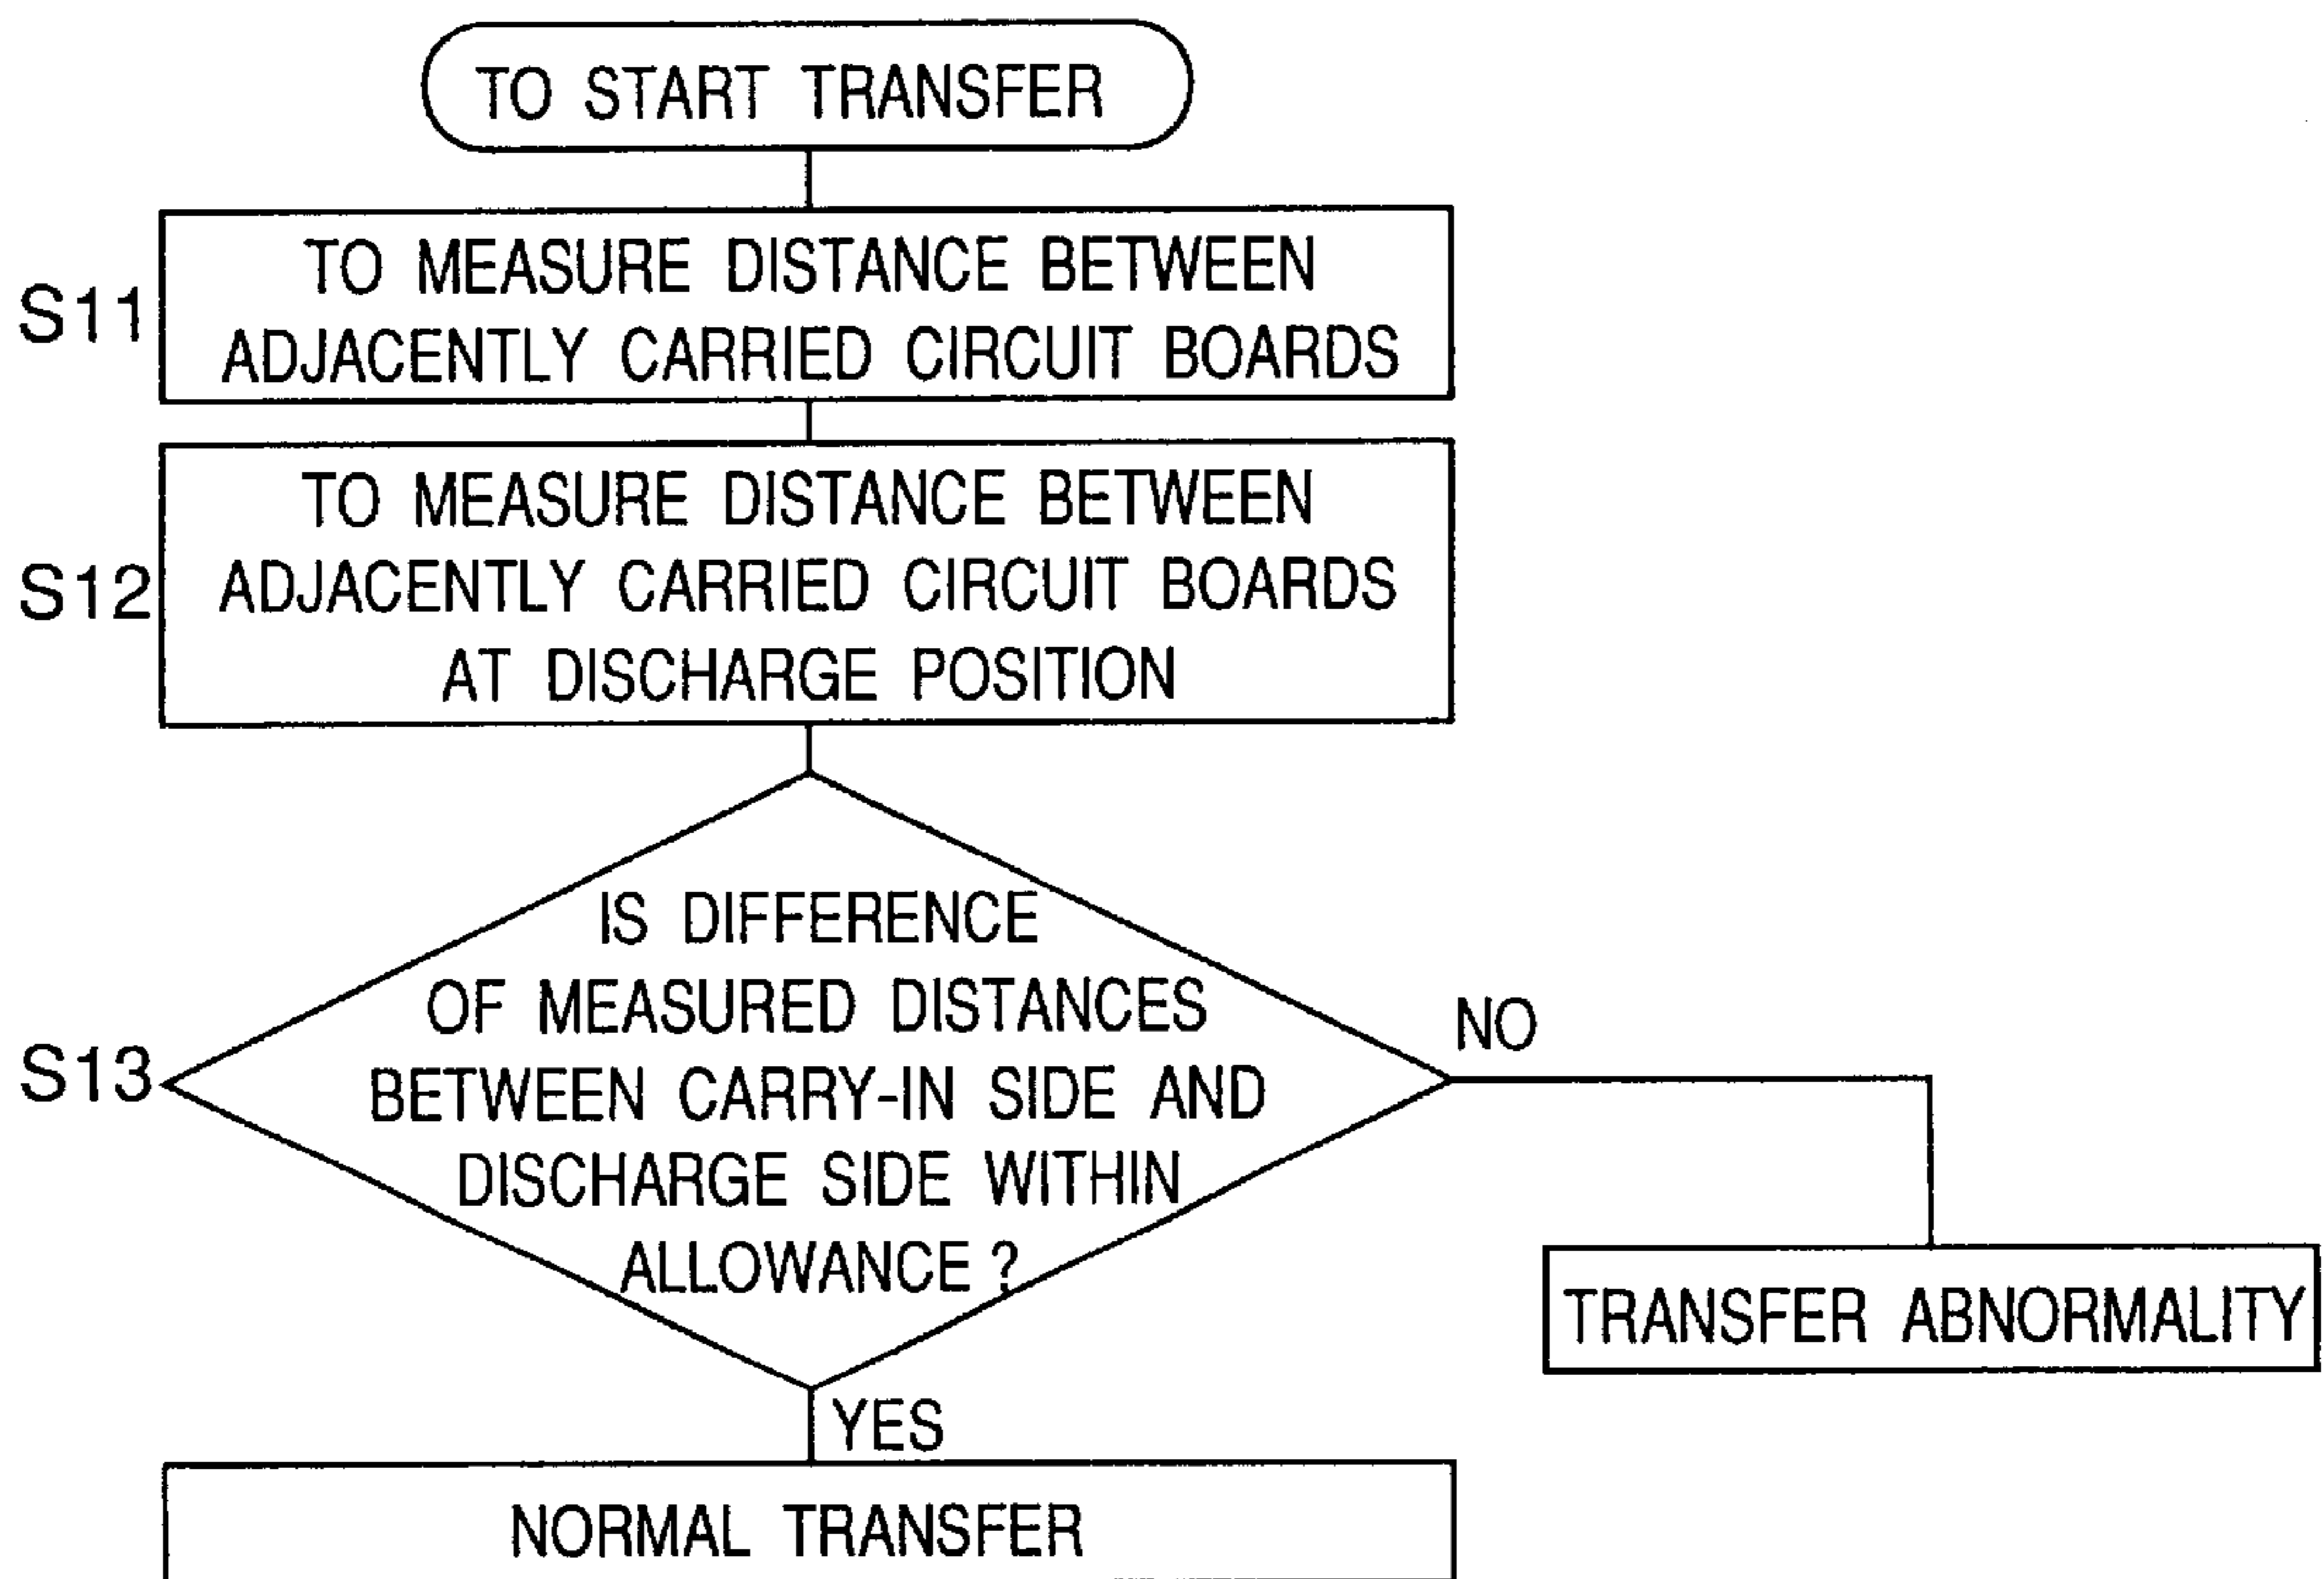 TO START TRANSFER
S11
TO MEASURE DISTANCE BETWEEN
ADJACENTLY CARRIED CIRCUIT BOARDS
S12
TO MEASURE DISTANCE BETWEEN
ADJACENTLY CARRIED CIRCUIT BOARDS
AT DISCHARGE POSITION
S13
IS DIFFERENCE
OF MEASURED DISTANCES
BETWEEN CARRY-IN SIDE AND
DISCHARGE SIDE WITHIN
ALLOWANCE ?
NO
TRANSFER ABNORMALITY
YES
NORMAL TRANSFER